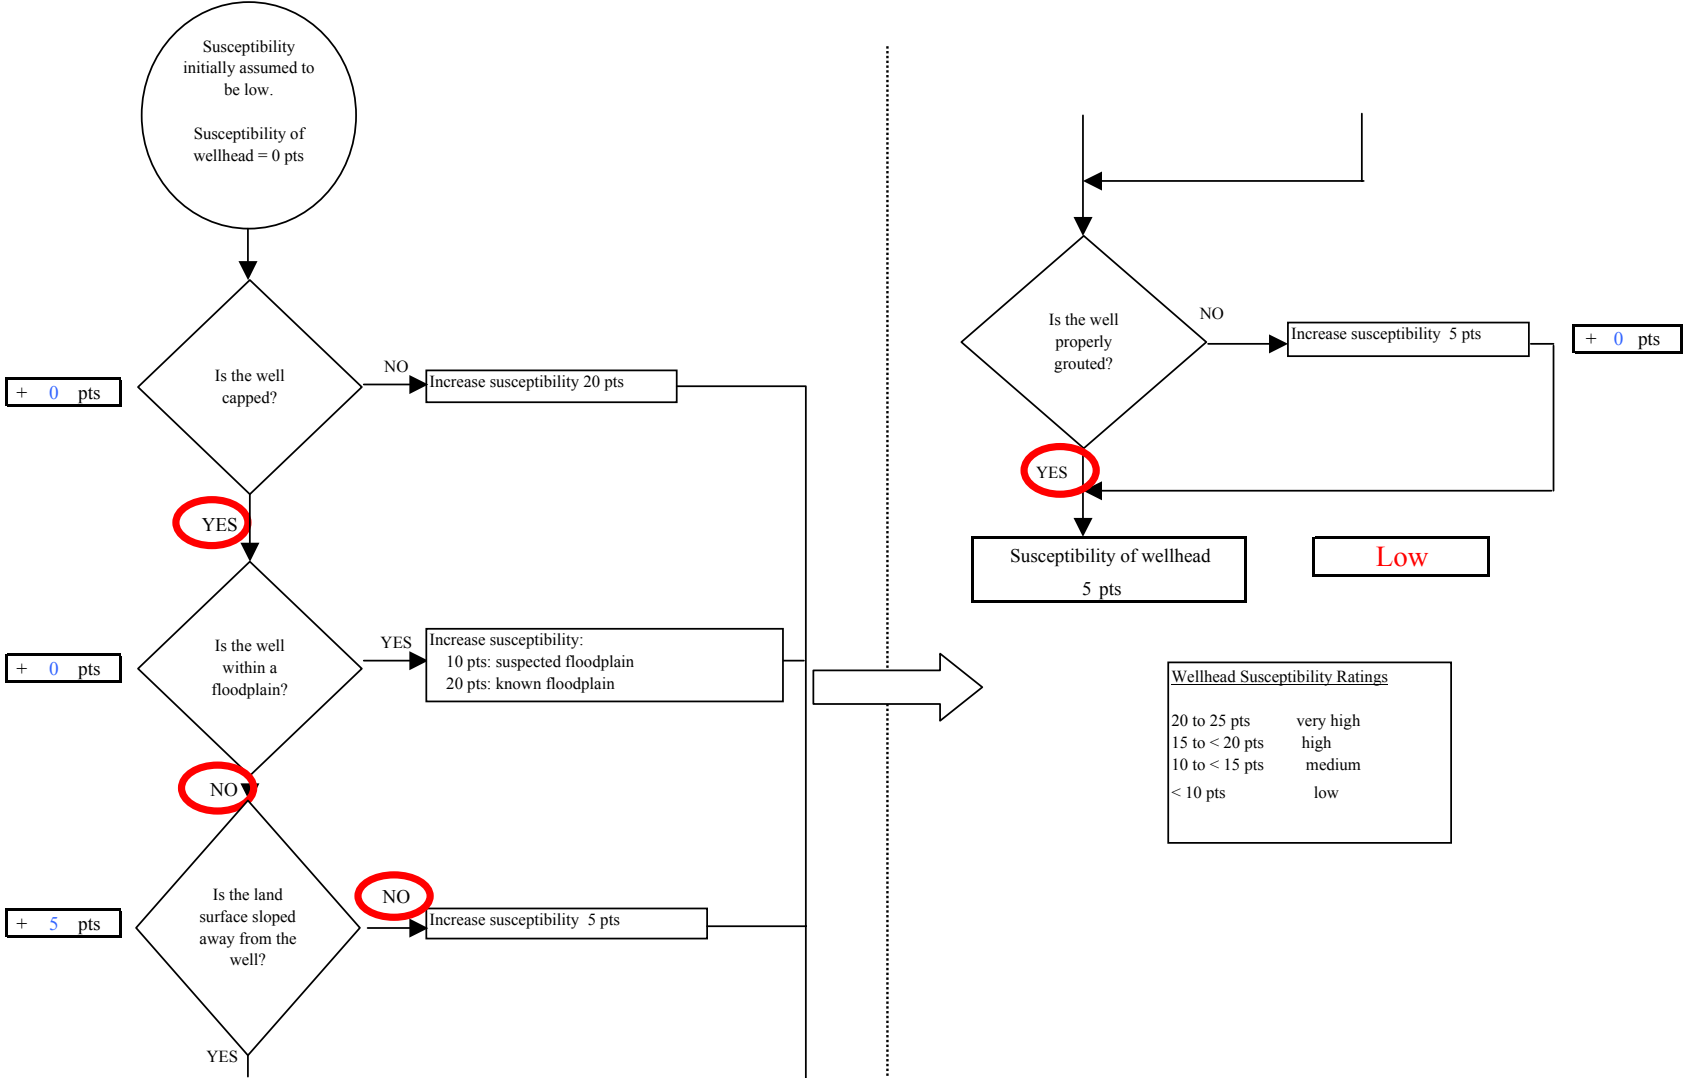 Susceptibility
initially assumed to
be low.
Susceptibility of
wellhead = 0 pts
Is the well
capped?
NO
Increase susceptibility 20 pts
+ 0 pts
YES
Is the well
within a
floodplain?
YES
Increase susceptibility:
10 pts: suspected floodplain
20 pts: known floodplain
+ 0 pts
NO
Is the land
surface sloped
away from the
well?
NO
Increase susceptibility 5 pts
+ 5 pts
YES
Is the well
properly
grouted?
NO
Increase susceptibility 5 pts
+ 0 pts
YES
Susceptibility of wellhead
5 pts
Low
Wellhead Susceptibility Ratings
20 to 25 pts very high
15 to < 20 pts high
10 to < 15 pts medium
< 10 pts low